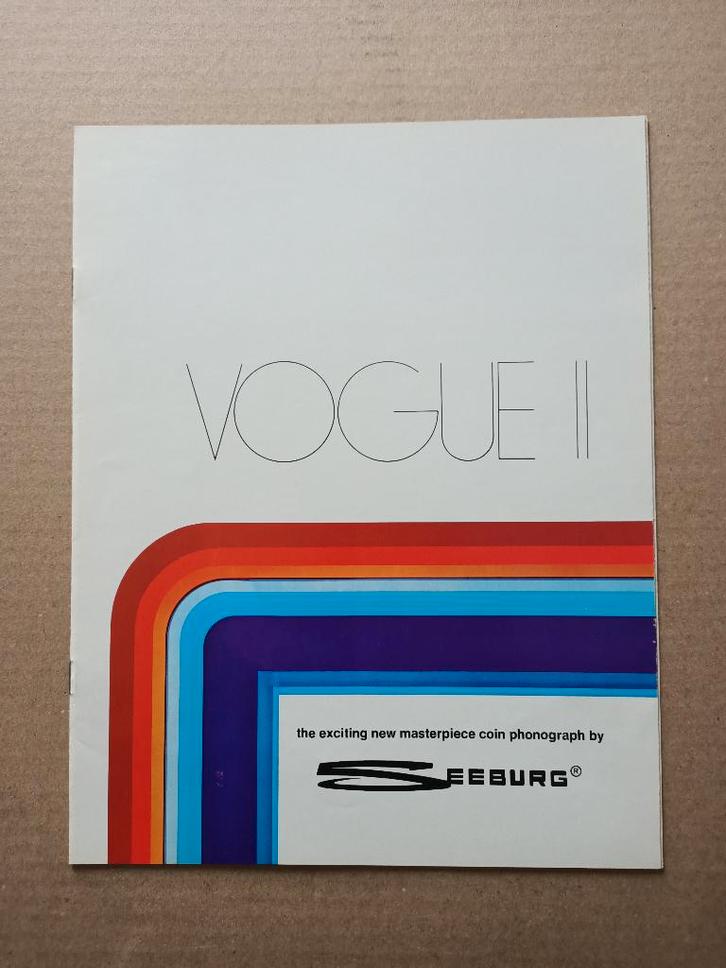 VOGUE II
the exciting new masterpiece coin phonograph by
SEEBURG®